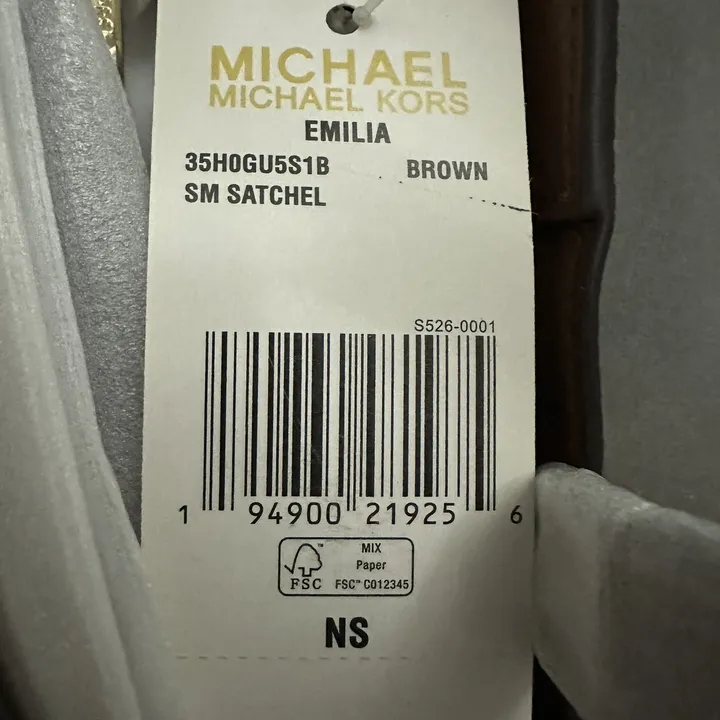 MICHAEL
MICHAEL KORS
EMILIA
35H0GU5S1B BROWN
SM SATCHEL
S526-0001
1 94900 21925 6
FSC™
MIX
Paper
FSC™ C012345
NS